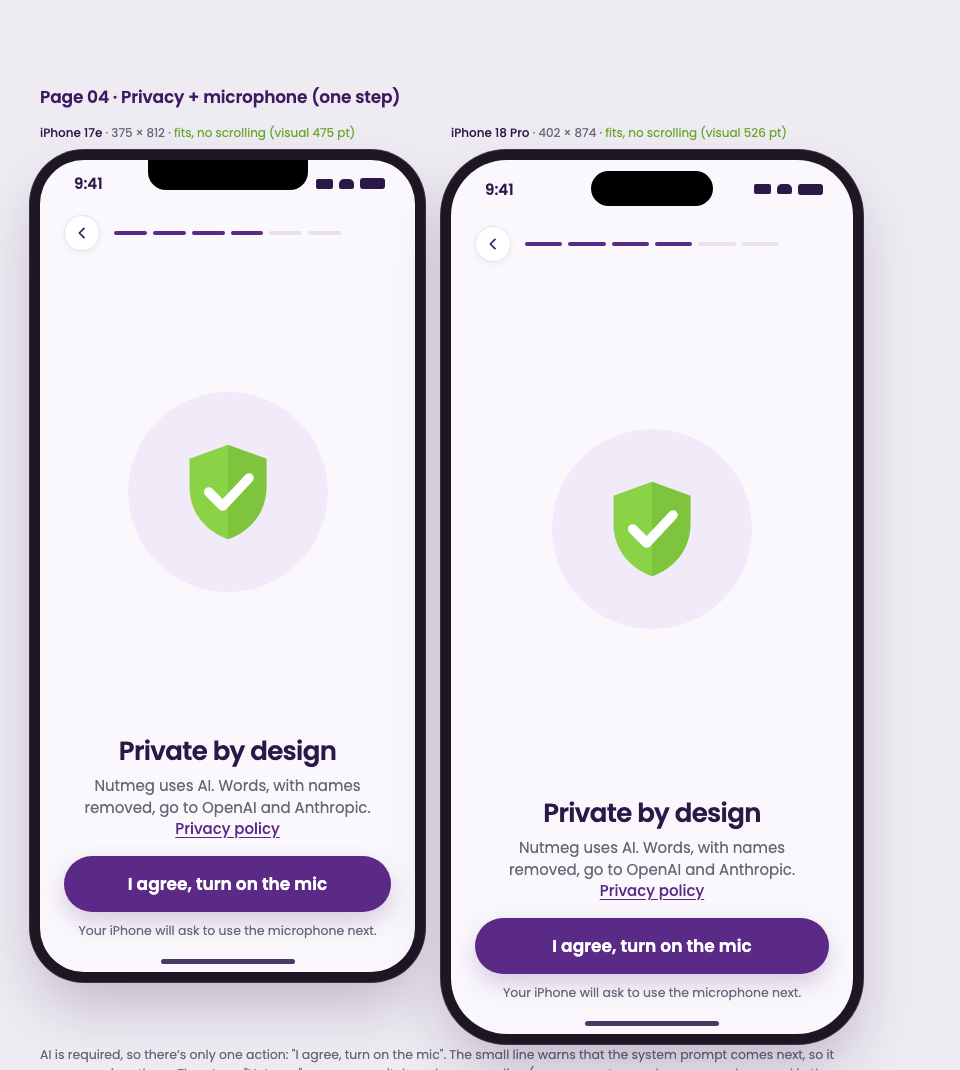 Page 04 · Privacy + microphone (one step)
iPhone 17e · 375 × 812 · fits, no scrolling (visual 475 pt)
9:41
Private by design
Nutmeg uses AI. Words, with names
removed, go to OpenAI and Anthropic.
Privacy policy
I agree, turn on the mic
Your iPhone will ask to use the microphone next.
iPhone 18 Pro · 402 × 874 · fits, no scrolling (visual 526 pt)
9:41
Private by design
Nutmeg uses AI. Words, with names
removed, go to OpenAI and Anthropic.
Privacy policy
I agree, turn on the mic
Your iPhone will ask to use the microphone next.
AI is required, so there's only one action: "I agree, turn on the mic". The small line warns that the system prompt comes next, so it